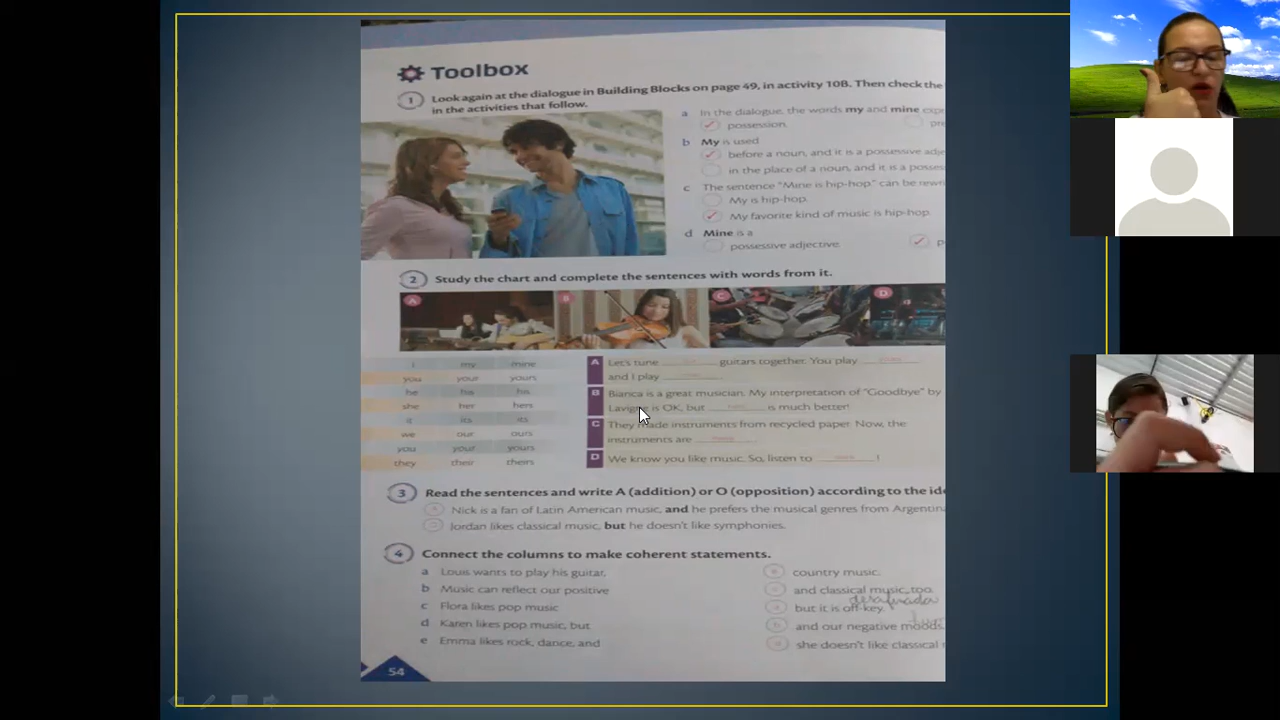 Toolbox
1 Look again at the dialogue in Building Blocks on page 49, in activity 10B. Then check the
in the activities that follow.
a In the dialogue, the words my and mine
possession.
b My is used
before a noun, and it is a possessive
in the place of a noun, and it is a
c The sentence "Mine is hip-hop." can be
My is hip-hop.
My favorite kind of music is hip-hop.
d Mine is a
possessive adjective.
2 Study the chart and complete the sentences with words from it.
A B C D
I my mine
you your yours
he his his
she her hers
it its its
we our ours
you your yours
they their theirs
A Let's tune guitars together. You play
and I play
B Bianca is a great musician. My interpretation of "Goodbye" by
is OK, but is much better!
C They made instruments from recycled paper. Now, the
instruments are
D We know you like music. So, listen to !
3 Read the sentences and write A (addition) or O (opposition) according to the
Nick is a fan of Latin American music, and he prefers the musical genres from Argentina
Jordan likes classical music, but he doesn't like symphonies.
4 Connect the columns to make coherent statements.
a Louis wants to play his guitar,
b Music can reflect our positive
c Flora likes pop music
d Karen likes pop music, but
e Emma likes rock, dance, and
country music.
and classical music, too.
desafinada
but it is off-key.
and our negative moods.
she doesn't like classical
54